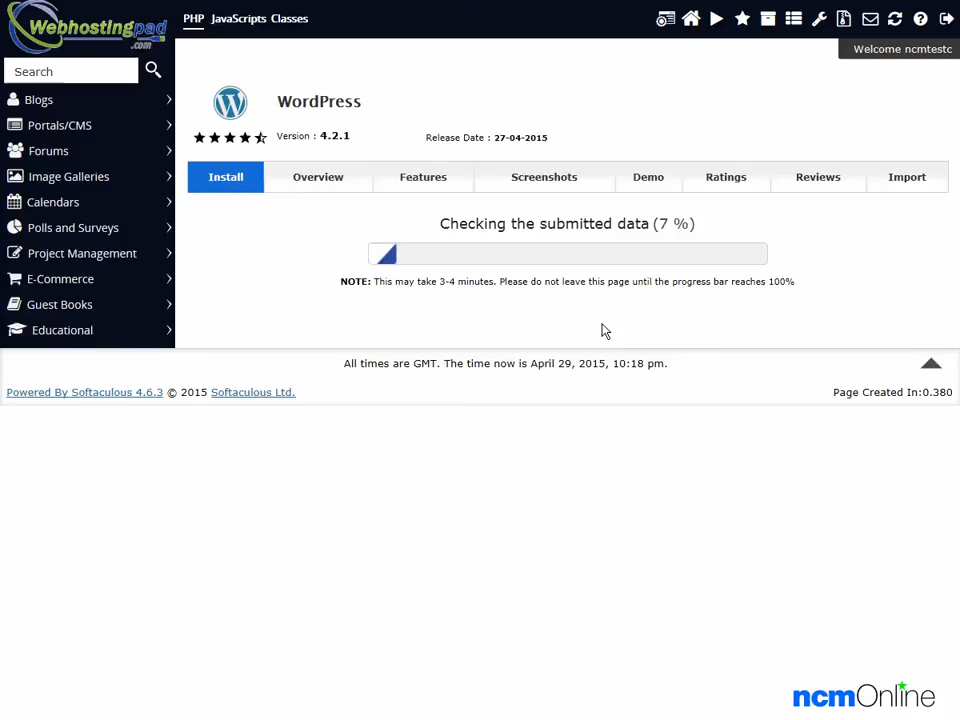 Webhostingpad
.com
PHP JavaScripts Classes
Welcome ncmtestc
Search
Blogs
Portals/CMS
Forums
Image Galleries
Calendars
Polls and Surveys
Project Management
E-Commerce
Guest Books
Educational
WordPress
Version : 4.2.1
Release Date : 27-04-2015
Install Overview Features Screenshots Demo Ratings Reviews Import
Checking the submitted data (7 %)
NOTE: This may take 3-4 minutes. Please do not leave this page until the progress bar reaches 100%
All times are GMT. The time now is April 29, 2015, 10:18 pm.
Powered By Softaculous 4.6.3 © 2015 Softaculous Ltd.
Page Created In:0.380
ncmOnline